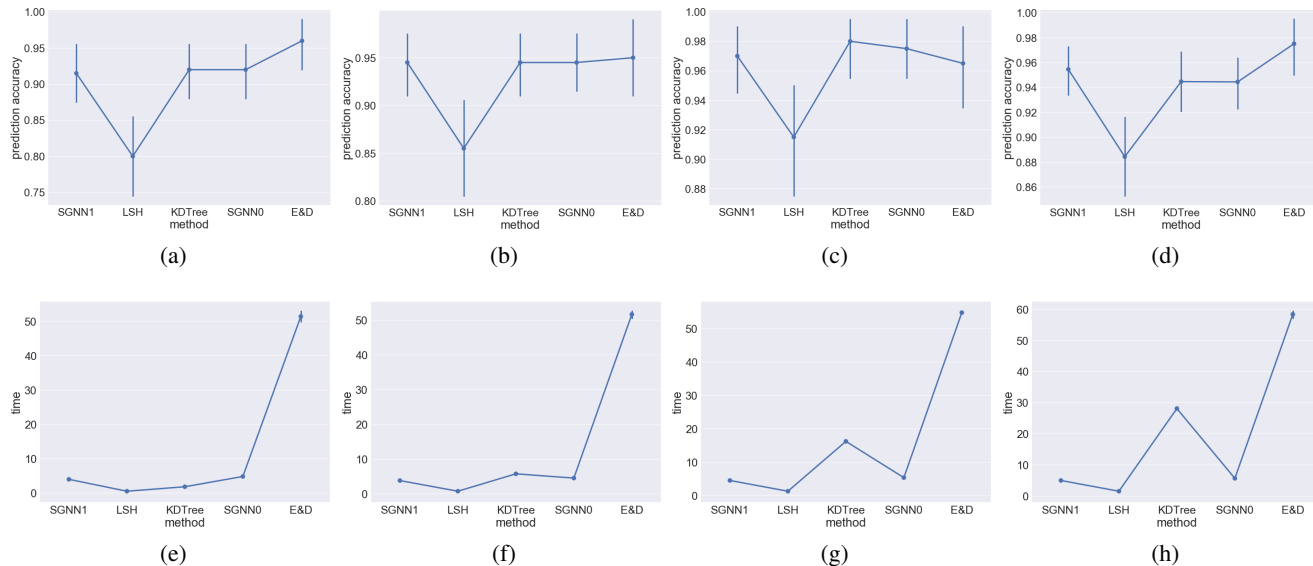 1.00
0.95
0.90
0.85
0.80
0.75
prediction accuracy
SGNN1 LSH KDTree SGNN0 E&D
method
(a)
0.95
0.90
0.85
0.80
prediction accuracy
SGNN1 LSH KDTree SGNN0 E&D
method
(b)
1.00
0.98
0.96
0.94
0.92
0.90
0.88
prediction accuracy
SGNN1 LSH KDTree SGNN0 E&D
method
(c)
1.00
0.98
0.96
0.94
0.92
0.90
0.88
0.86
prediction accuracy
SGNN1 LSH KDTree SGNN0 E&D
method
(d)
50
40
30
20
10
0
time
SGNN1 LSH KDTree SGNN0 E&D
method
(e)
50
40
30
20
10
0
time
SGNN1 LSH KDTree SGNN0 E&D
method
(f)
50
40
30
20
10
0
time
SGNN1 LSH KDTree SGNN0 E&D
method
(g)
60
50
40
30
20
10
0
time
SGNN1 LSH KDTree SGNN0 E&D
method
(h)